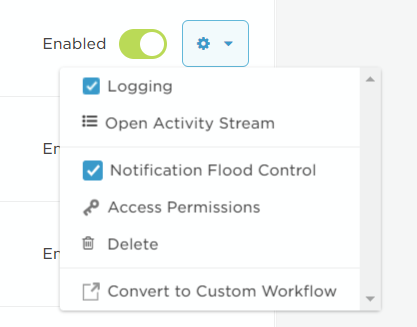 Enabled
Logging
Open Activity Stream
En
Notification Flood Control
Access Permissions
Delete
En
Convert to Custom Workflow